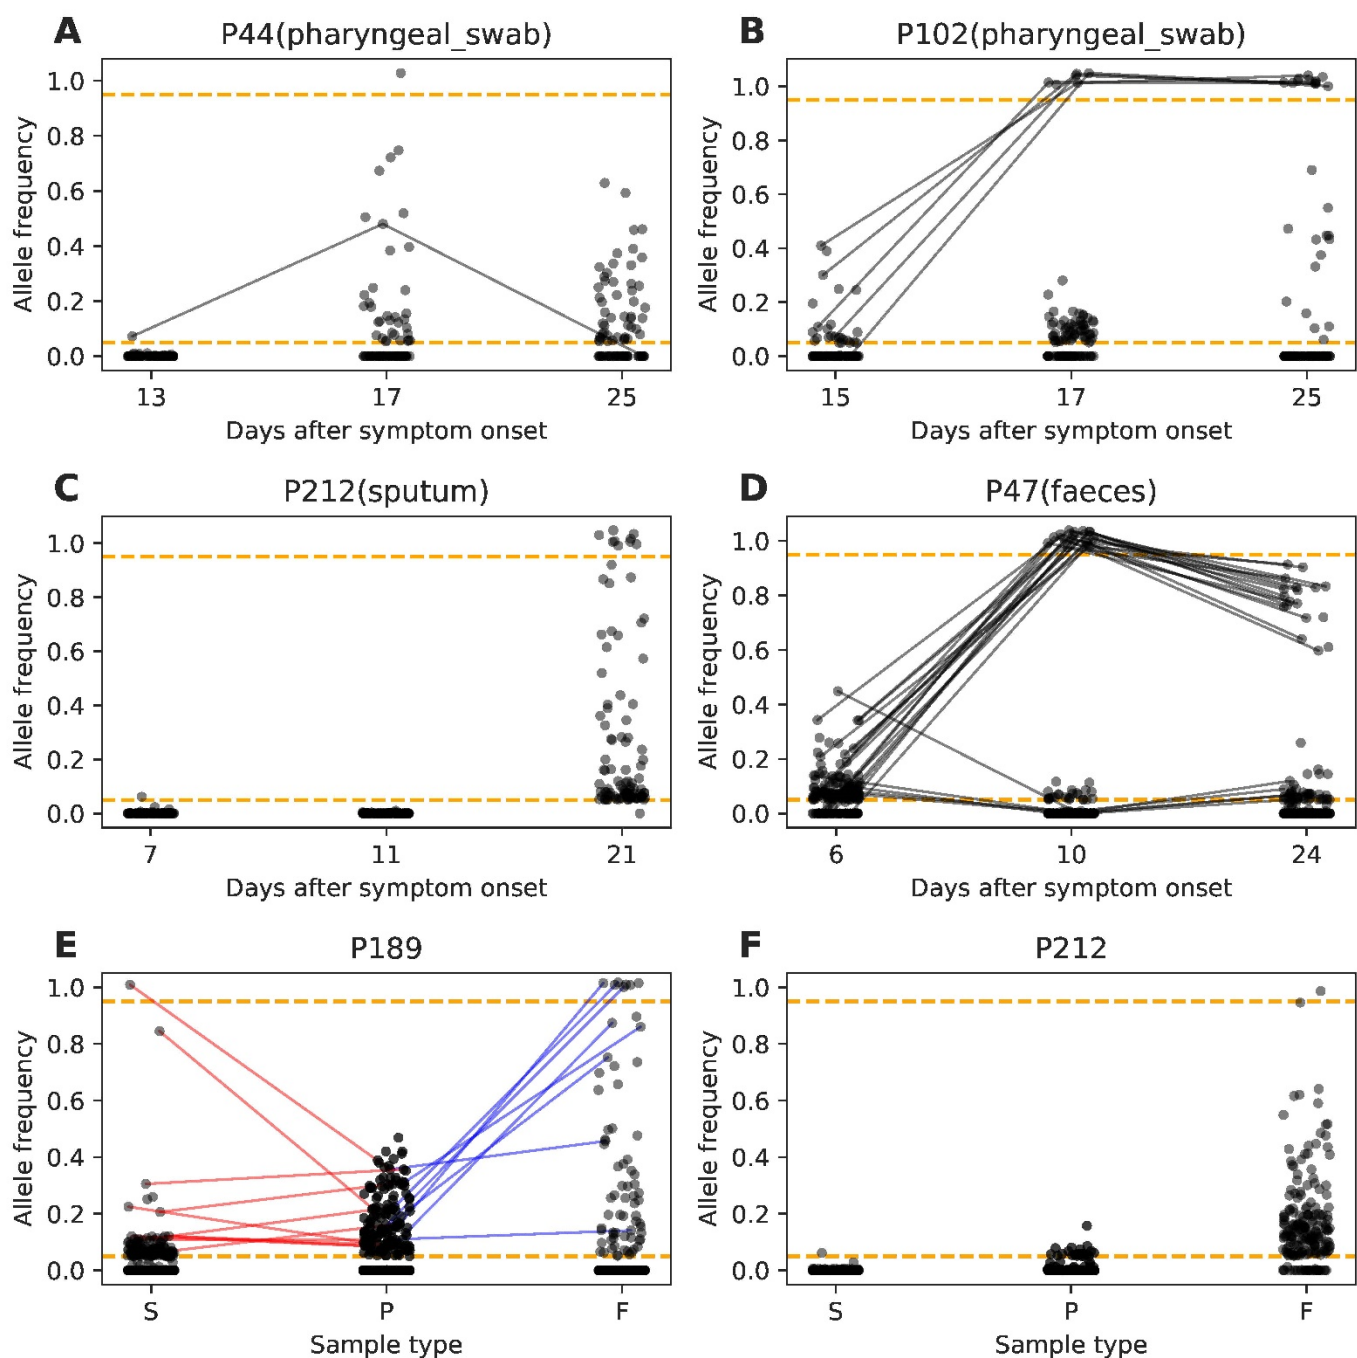 A P44(pharyngeal_swab)
1.0
0.8
0.6
0.4
0.2
0.0
Allele frequency
13 17 25
Days after symptom onset
B P102(pharyngeal_swab)
1.0
0.8
0.6
0.4
0.2
0.0
Allele frequency
15 17 25
Days after symptom onset
C P212(sputum)
1.0
0.8
0.6
0.4
0.2
0.0
Allele frequency
7 11 21
Days after symptom onset
D P47(faeces)
1.0
0.8
0.6
0.4
0.2
0.0
Allele frequency
6 10 24
Days after symptom onset
E P189
1.0
0.8
0.6
0.4
0.2
0.0
Allele frequency
S P F
Sample type
F P212
1.0
0.8
0.6
0.4
0.2
0.0
Allele frequency
S P F
Sample type